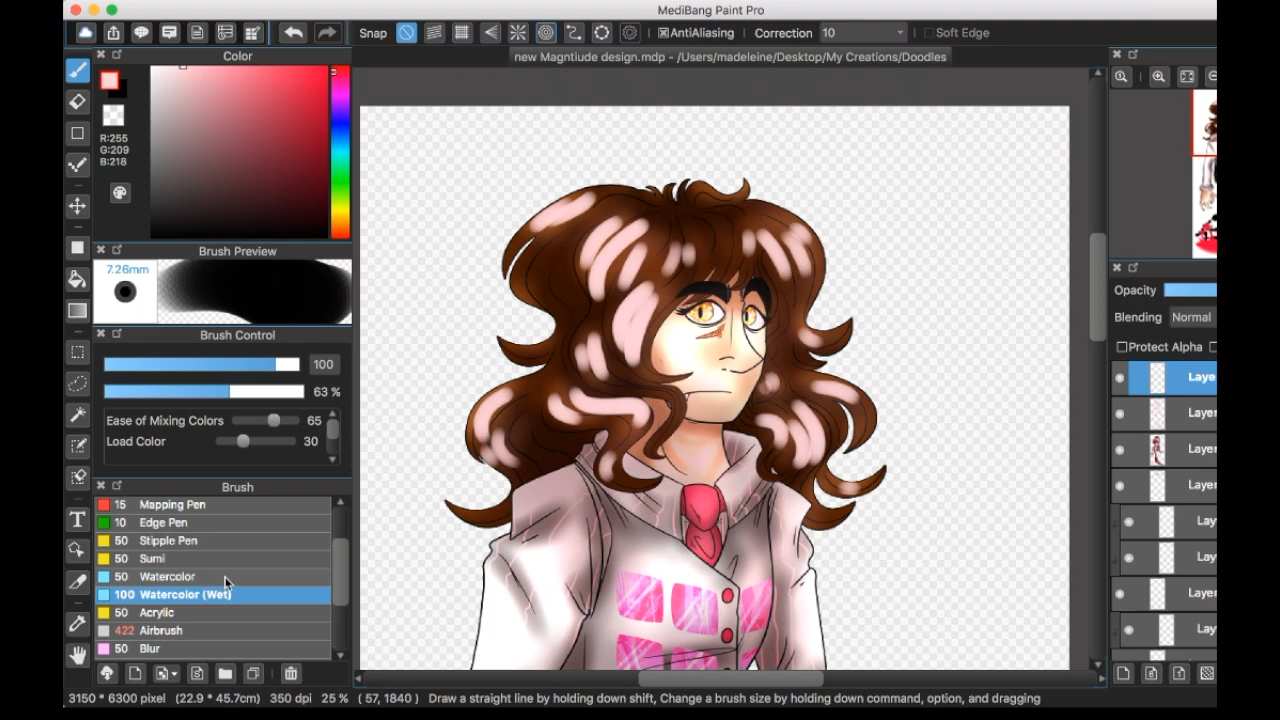 MediBang Paint Pro
Snap
AntiAliasing
Correction 10
Soft Edge
Color
new Magntiude design.mdp - /Users/madeleine/Desktop/My Creations/Doodles
R:255
G:209
B:218
Brush Preview
7.26mm
Brush Control
100
63 %
Ease of Mixing Colors 65
Load Color 30
Brush
15 Mapping Pen
10 Edge Pen
50 Stipple Pen
50 Sumi
50 Watercolor
100 Watercolor (Wet)
50 Acrylic
422 Airbrush
50 Blur
Opacity
Blending Normal
Protect Alpha
Laye
Layer
Layer
Layer
Lay
Lay
Layer
Lay
T
3150 * 6300 pixel (22.9 * 45.7cm) 350 dpi 25 % ( 57, 1840 ) Draw a straight line by holding down shift, Change a brush size by holding down command, option, and dragging